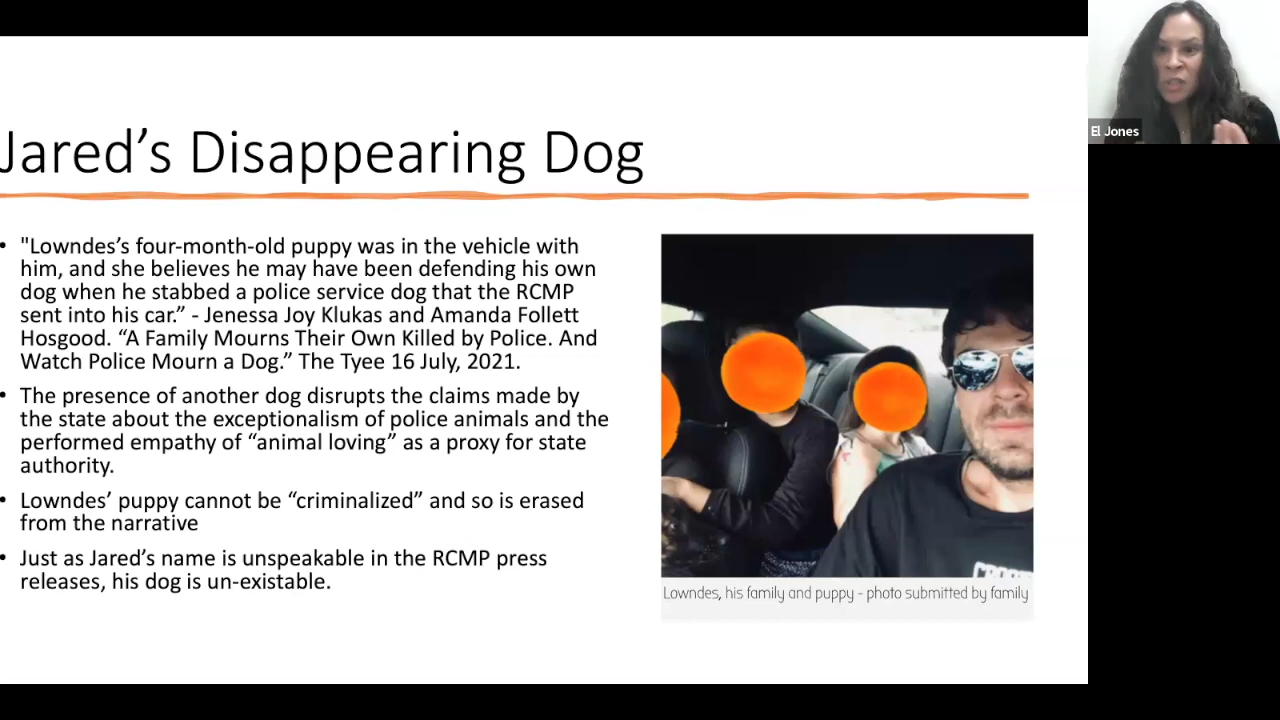 Jared’s Disappearing Dog
• "Lowndes’s four-month-old puppy was in the vehicle with
him, and she believes he may have been defending his own
dog when he stabbed a police service dog that the RCMP
sent into his car.” - Jenessa Joy Klukas and Amanda Follett
Hosgood. “A Family Mourns Their Own Killed by Police. And
Watch Police Mourn a Dog.” The Tyee 16 July, 2021.
• The presence of another dog disrupts the claims made by
the state about the exceptionalism of police animals and the
performed empathy of “animal loving” as a proxy for state
authority.
• Lowndes’ puppy cannot be “criminalized” and so is erased
from the narrative
• Just as Jared’s name is unspeakable in the RCMP press
releases, his dog is un-existable.
Lowndes, his family and puppy - photo submitted by family
El Jones